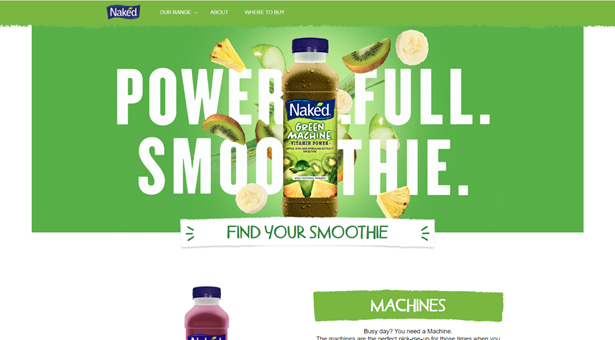 Naked
OUR RANGE
ABOUT
WHERE TO BUY
POWER.FULL.
SMOOTHIE.
Naked
GREEN
MACHINE
VITAMIN POWER
FIND YOUR SMOOTHIE
MACHINES
Busy day? You need a Machine.
The machines are the perfect pick-me-up for those times when you